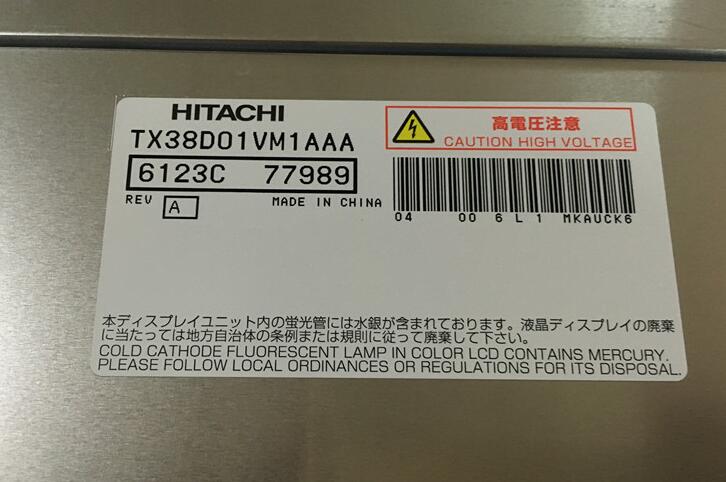 HITACHI
TX38D01VM1AAA
6123C 77989
REV A MADE IN CHINA
高電圧注意
CAUTION HIGH VOLTAGE
04 00 6 L 1 MKAUCK6
本ディスプレイユニット内の蛍光管には水銀が含まれております。液晶ディスプレイの廃棄
に当たっては地方自治体の条例または規則に従って廃棄して下さい。
COLD CATHODE FLUORESCENT LAMP IN COLOR LCD CONTAINS MERCURY.
PLEASE FOLLOW LOCAL ORDINANCES OR REGULATIONS FOR ITS DISPOSAL.